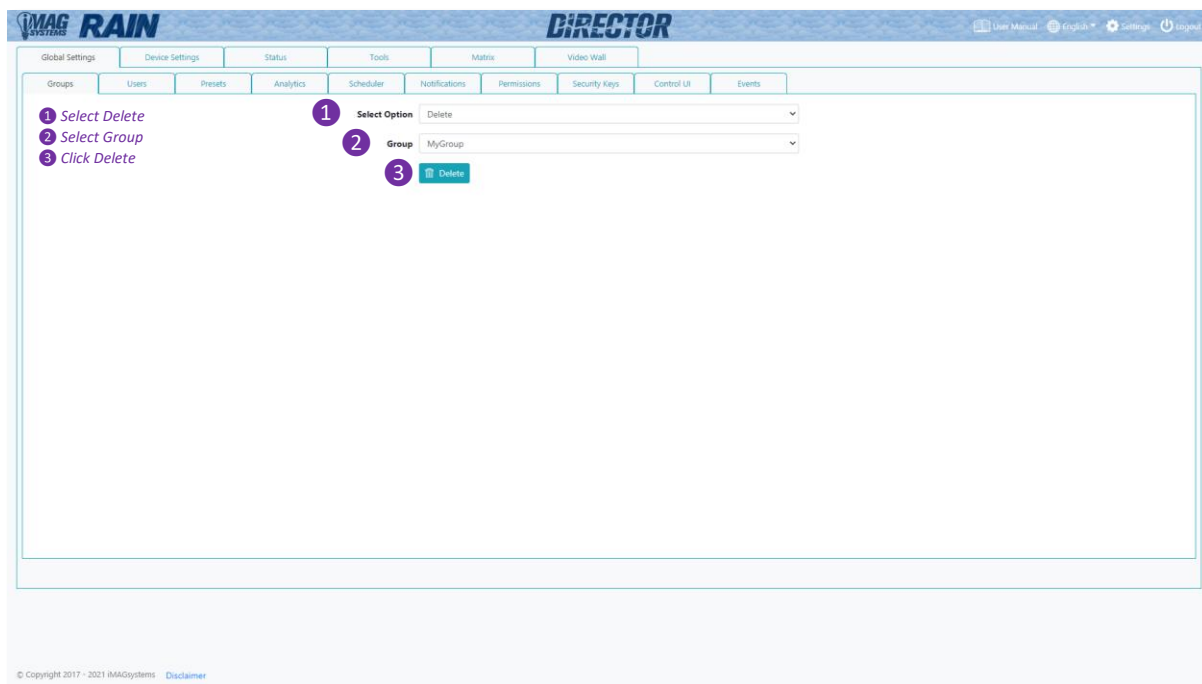 iMAG SYSTEMS RAIN DiRECTOR User Manual English Settings Logout
Global Settings Device Settings Status Tools Matrix Video Wall
Groups Users Presets Analytics Scheduler Notifications Permissions Security Keys Control UI Events
1 Select Delete
2 Select Group
3 Click Delete
1 Select Option Delete
2 Group MyGroup
3 Delete
© Copyright 2017 - 2021 iMAGsystems Disclaimer